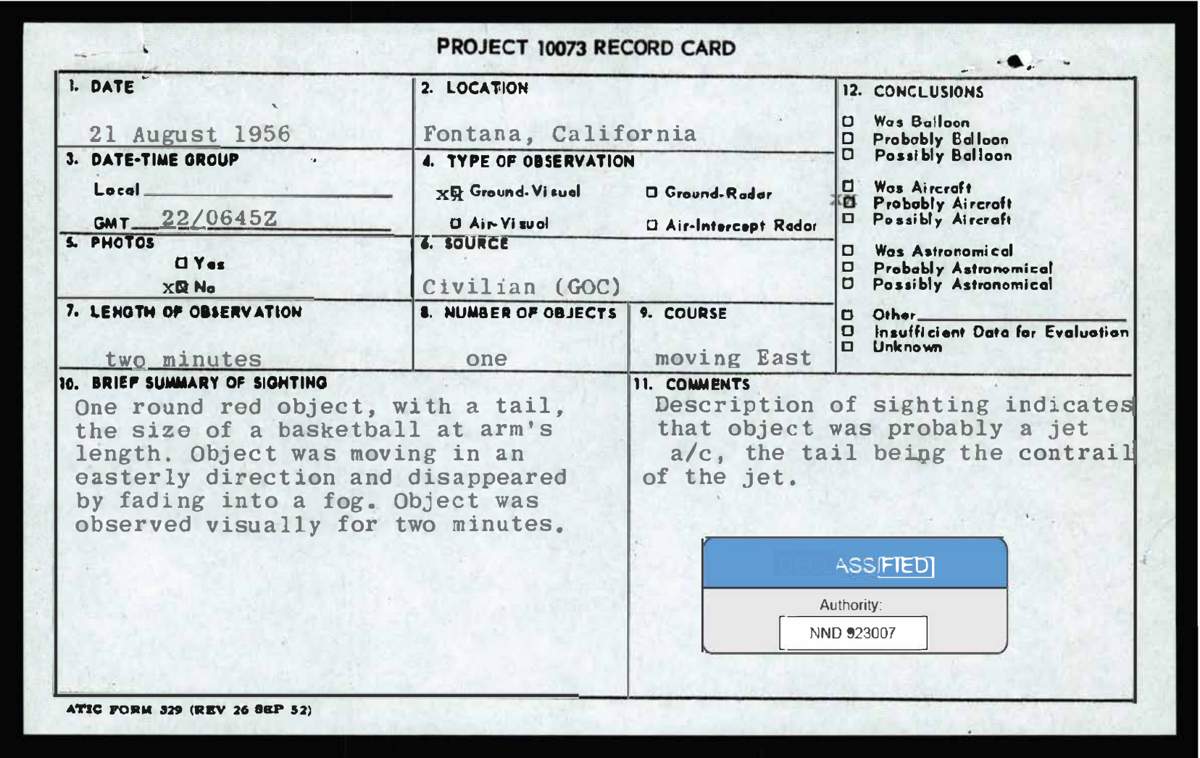 PROJECT 10073 RECORD CARD
1. DATE
21 August 1956
2. LOCATION
Fontana, California
3. DATE-TIME GROUP
Local
GMT 22/0645Z
4. TYPE OF OBSERVATION
X Ground-Visual
Ground-Radar
Air-Visual
Air-Intercept Radar
5. PHOTOS
Yes
X No
6. SOURCE
Civilian (GOC)
7. LENGTH OF OBSERVATION
two minutes
8. NUMBER OF OBJECTS
one
9. COURSE
moving East
10. BRIEF SUMMARY OF SIGHTING
One round red object, with a tail,
the size of a basketball at arm's
length. Object was moving in an
easterly direction and disappeared
by fading into a fog. Object was
observed visually for two minutes.
11. COMMENTS
Description of sighting indicates
that object was probably a jet
a/c, the tail being the contrail
of the jet.
12. CONCLUSIONS
Was Balloon
Probably Balloon
Possibly Balloon
Was Aircraft
X Probably Aircraft
Possibly Aircraft
Was Astronomical
Probably Astronomical
Possibly Astronomical
Other
Insufficient Data for Evaluation
Unknown
ASSIFIED
Authority:
NND 923007
ATIC FORM 329 (REV 26 SEP 52)